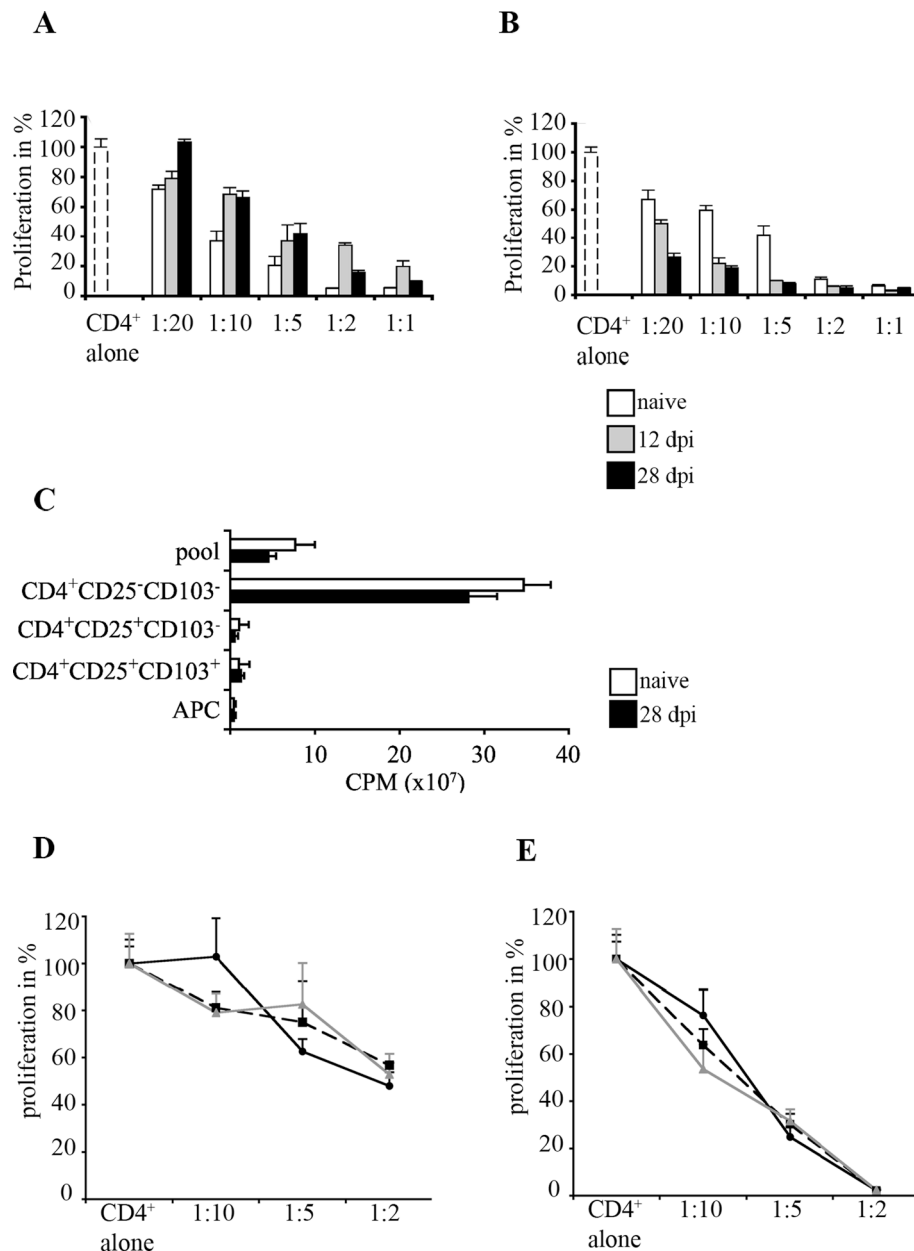 A
B
Proliferation in %
120
100
80
60
40
20
0
CD4⁺ alone
1:20
1:10
1:5
1:2
1:1
Proliferation in %
120
100
80
60
40
20
0
CD4⁺ alone
1:20
1:10
1:5
1:2
1:1
naive
12 dpi
28 dpi
C
pool
CD4⁺CD25⁻CD103⁻
CD4⁺CD25⁺CD103⁻
CD4⁺CD25⁺CD103⁺
APC
10
20
30
40
CPM (x10⁷)
naive
28 dpi
D
E
proliferation in %
120
100
80
60
40
20
0
CD4⁺ alone
1:10
1:5
1:2
proliferation in %
120
100
80
60
40
20
0
CD4⁺ alone
1:10
1:5
1:2